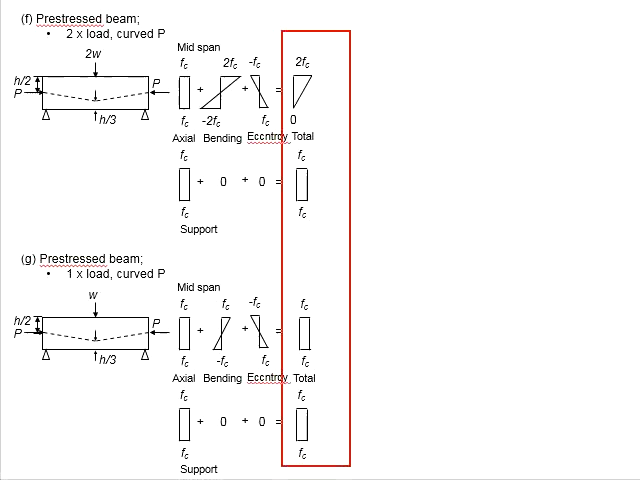 (f) Prestressed beam;
• 2 x load, curved P
2w
h/2
P
P
h/3
Mid span
fc 2fc -fc 2fc
+ + =
fc -2fc fc 0
Axial Bending Eccntrcy Total
fc fc
+ 0 + 0 =
fc fc
Support
(g) Prestressed beam;
• 1 x load, curved P
w
h/2
P
P
h/3
Mid span
fc fc -fc fc
+ + =
fc -fc fc fc
Axial Bending Eccntrcy Total
fc fc
+ 0 + 0 =
fc fc
Support